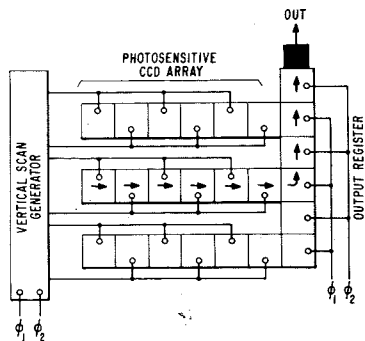 OUT
PHOTOSENSITIVE
CCD ARRAY
VERTICAL SCAN
GENERATOR
OUTPUT REGISTER
ϕ1 ϕ2
ϕ1 ϕ2